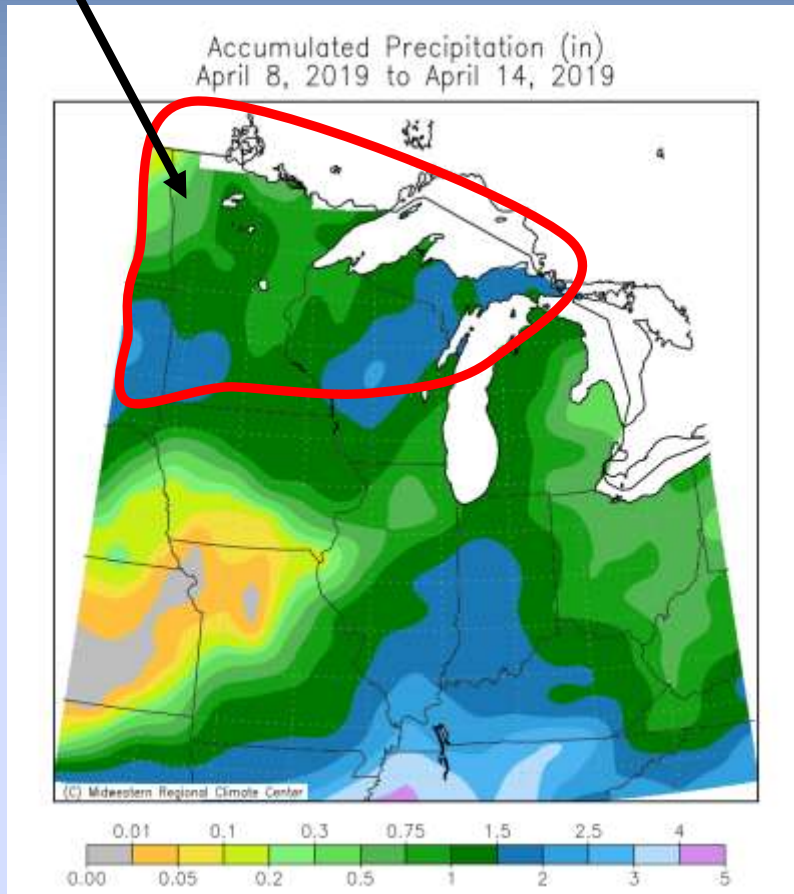 Accumulated Precipitation (in)
April 8, 2019 to April 14, 2019
(C) Midwestern Regional Climate Center
0.01 0.1 0.3 0.75 1.5 2.5 4
0.00 0.05 0.2 0.5 1 2 3 5